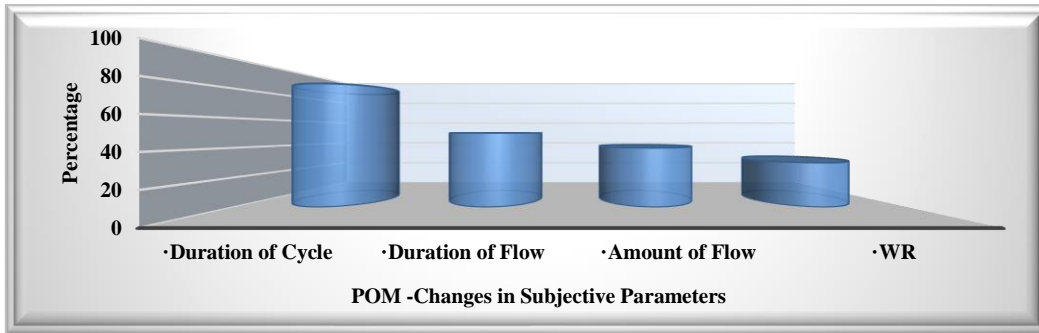 100
80
60
40
20
0
Percentage
·Duration of Cycle ·Duration of Flow ·Amount of Flow ·WR
POM -Changes in Subjective Parameters